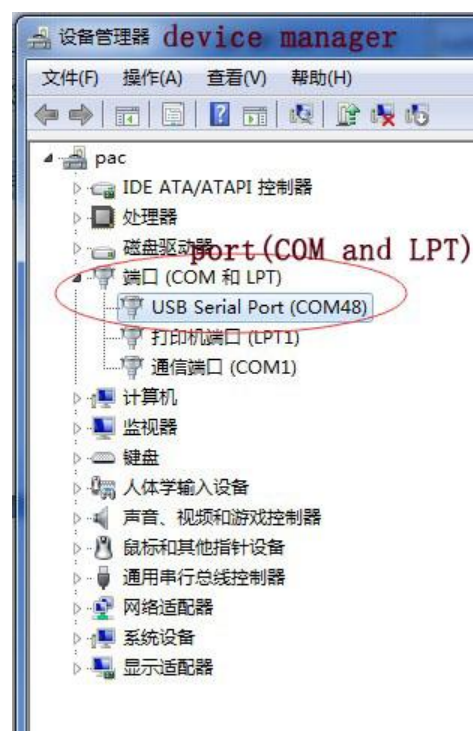 设备管理器 device manager
文件(F) 操作(A) 查看(V) 帮助(H)
pac
IDE ATA/ATAPI 控制器
处理器
磁盘驱动器
port(COM and LPT)
端口 (COM 和 LPT)
USB Serial Port (COM48)
打印机端口 (LPT1)
通信端口 (COM1)
计算机
监视器
键盘
人体学输入设备
声音、视频和游戏控制器
鼠标和其他指针设备
通用串行总线控制器
网络适配器
系统设备
显示适配器